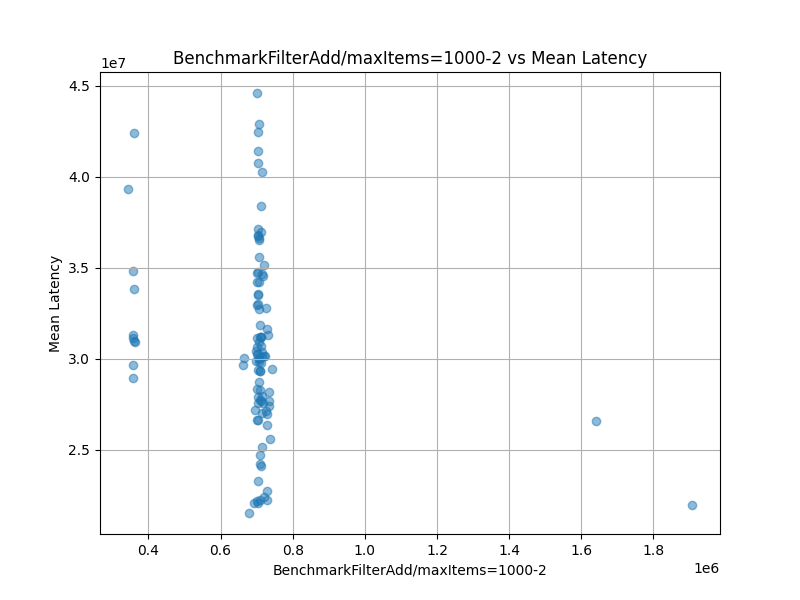 BenchmarkFilterAdd/maxItems=1000-2 vs Mean Latency
1e7
4.5
4.0
3.5
3.0
2.5
Mean Latency
0.4 0.6 0.8 1.0 1.2 1.4 1.6 1.8
1e6
BenchmarkFilterAdd/maxItems=1000-2